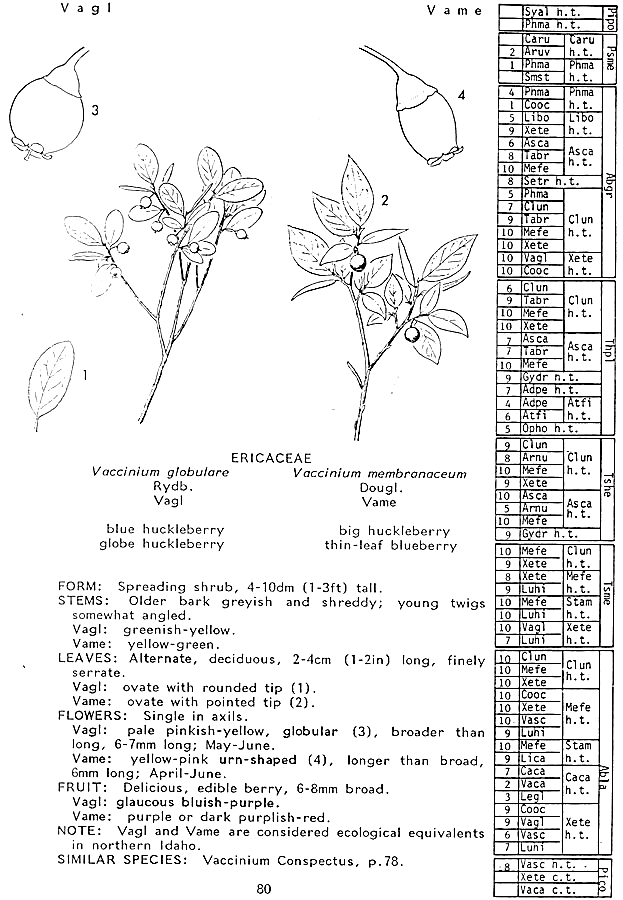 Vagl Vame
3
4
2
1
ERICACEAE
Vaccinium globulare Vaccinium membranaceum
Rydb. Dougl.
Vagl Vame
blue huckleberry big huckleberry
globe huckleberry thin-leaf blueberry
FORM: Spreading shrub, 4-10dm (1-3ft) tall.
STEMS: Older bark greyish and shreddy; young twigs
somewhat angled.
Vagl: greenish-yellow.
Vame: yellow-green.
LEAVES: Alternate, deciduous, 2-4cm (1-2in) long, finely
serrate.
Vagl: ovate with rounded tip (1).
Vame: ovate with pointed tip (2).
FLOWERS: Single in axils.
Vagl: pale pinkish-yellow, globular (3), broader than
long, 6-7mm long; May-June.
Vame: yellow-pink urn-shaped (4), longer than broad,
6mm long; April-June.
FRUIT: Delicious, edible berry, 6-8mm broad.
Vagl: glaucous bluish-purple.
Vame: purple or dark purplish-red.
NOTE: Vagl and Vame are considered ecological equivalents
in northern Idaho.
SIMILAR SPECIES: Vaccinium Conspectus, p.78.
80
Syal h.t.
Phma h.t.
Pipo
Caru Caru
2 Aruv h.t.
1 Phma Phma
Smst h.t.
Psme
4 Phma Phma
1 Cooc h.t.
5 Libo Libo
9 Xete h.t.
6 Asca
8 Tabr Asca
10 Mefe h.t.
8 Setr h.t.
5 Phma
7 Clun
9 Tabr Clun
10 Mefe h.t.
10 Xete
10 Vagl Xete
10 Cooc h.t.
Abgr
6 Clun
9 Tabr Clun
10 Mefe h.t.
10 Xete
7 Asca
7 Tabr Asca
10 Mefe h.t.
9 Gydr h.t.
7 Adpe h.t.
4 Adpe Atfi
6 Atfi h.t.
5 Opho h.t.
Thpl
9 Clun
8 Arnu Clun
10 Mefe h.t.
9 Xete
10 Asca
5 Arnu Asca
10 Mefe h.t.
9 Gydr h.t.
Tshe
10 Mefe Clun
9 Xete h.t.
8 Xete Mefe
9 Luhi h.t.
10 Mefe Stam
10 Luhi h.t.
10 Vagl Xete
7 Luhi h.t.
Tsme
10 Clun
10 Mefe Clun
10 Xete h.t.
10 Cooc
10 Xete Mefe
10 Vasc h.t.
9 Luhi
10 Mefe Stam
9 Lica h.t.
7 Caca
2 Vaca Caca
3 Legl h.t.
9 Cooc
9 Vagl Xete
6 Vasc h.t.
7 Luhi
Abla
8 Vasc h.t.
Xete c.t.
Vaca c.t.
Pico